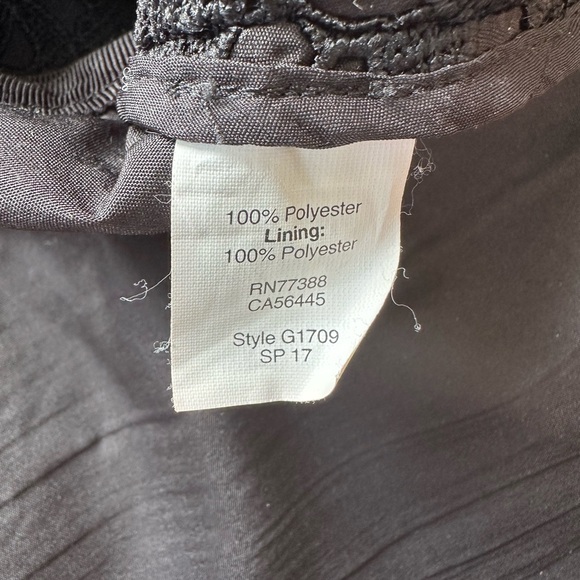 100% Polyester
Lining:
100% Polyester
RN77388
CA56445
Style G1709
SP 17